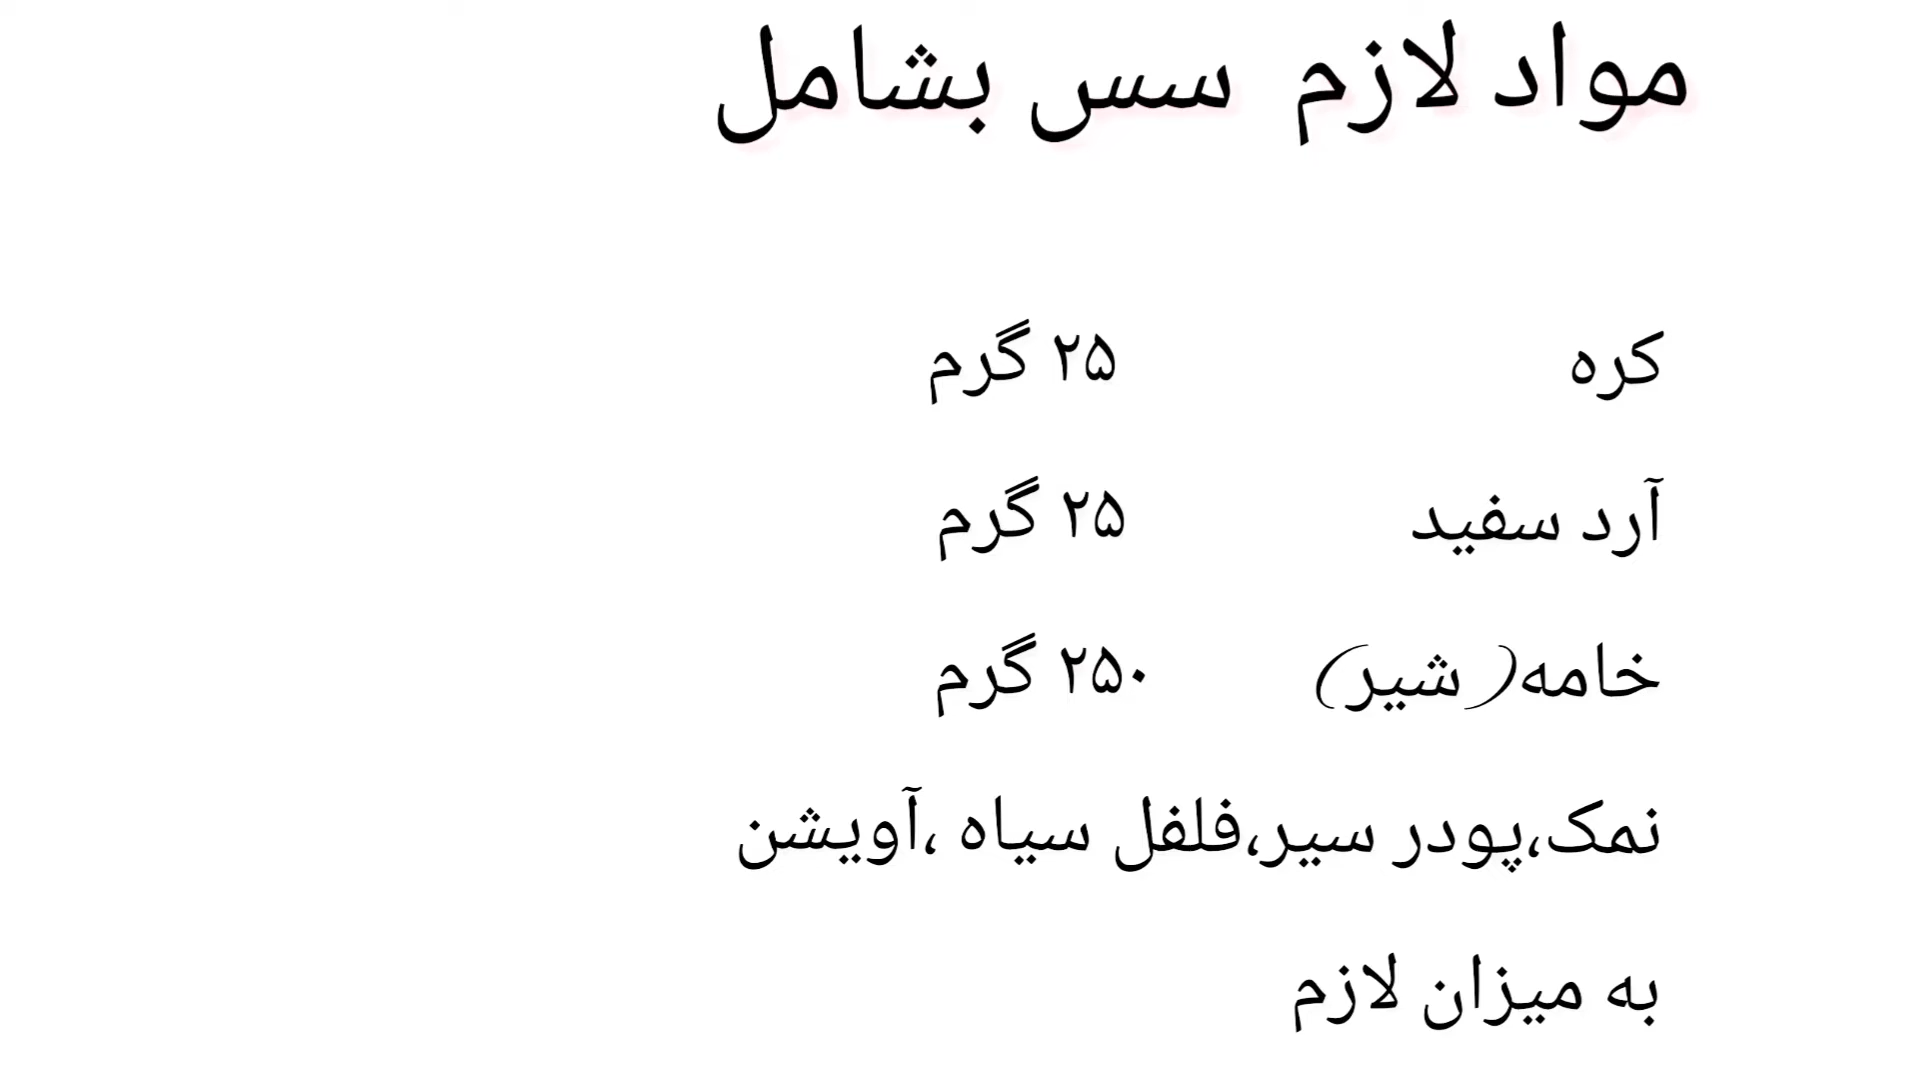 مواد لازم سس بشامل
کره ۲۵ گرم
آرد سفید ۲۵ گرم
خامه( شیر) ۲۵۰ گرم
نمک،پودر سیر،فلفل سیاه ،آویشن
به میزان لازم